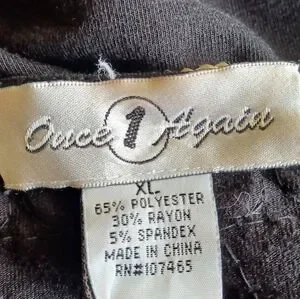 Once 1 Again
XL
65% POLYESTER
30% RAYON
5% SPANDEX
MADE IN CHINA
RN#107465